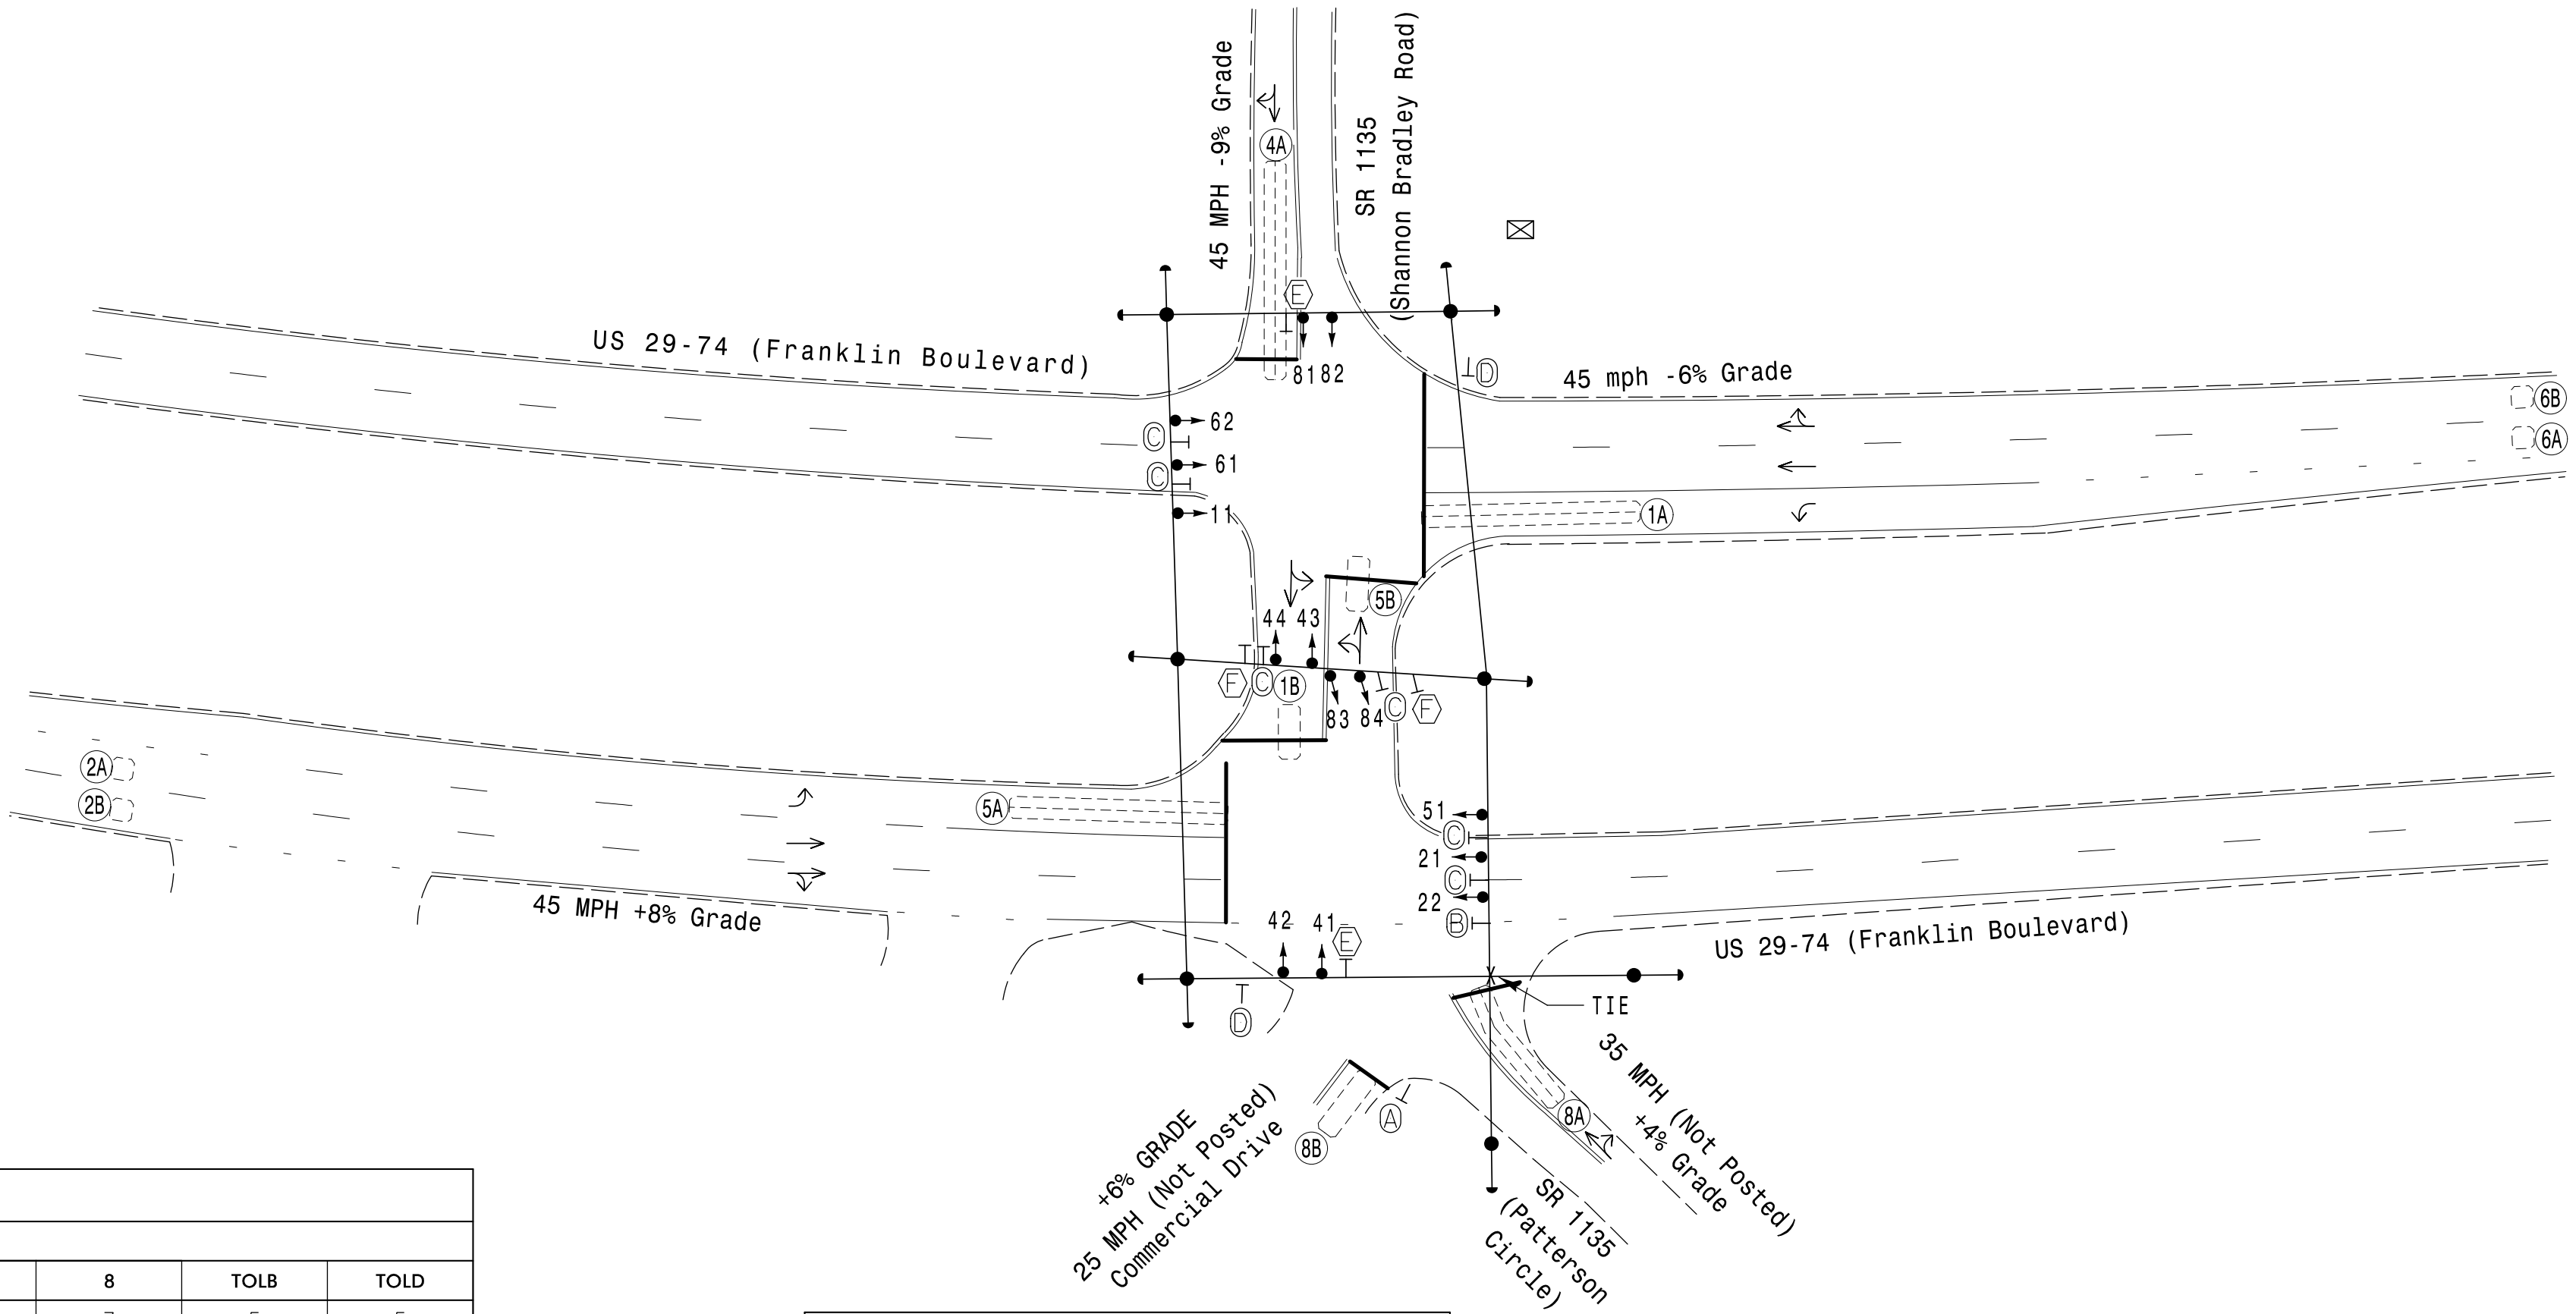 45 MPH -9% Grade
SR 1135
(Shannon Bradley Road)
4A
E
US 29-74 (Franklin Boulevard)
81 82
D
45 mph -6% Grade
6B
6A
62
C
61
C
11
1A
5B
44 43
F
C
1B
83 84
C
F
2A
2B
5A
51
C
21
C
22
B
45 MPH +8% Grade
42 41
E
US 29-74 (Franklin Boulevard)
TIE
D
35 MPH (Not Posted)
+4% Grade
8A
A
8B
+6% GRADE
25 MPH (Not Posted)
Commercial Drive
SR 1135
(Patterson
Circle)
8 TOLB TOLD